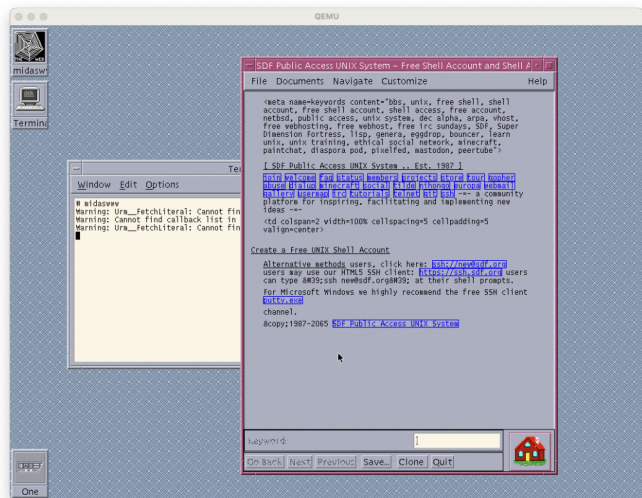 QEMU
midasw
Termina
SDF Public Access UNIX System – Free Shell Account and Shell A
File Documents Navigate Customize Help
<meta name=keywords content="bbs, unix, free shell, shell
account, free shell account, shell access, free account,
netbsd, public access, unix system, dec alpha, arpa, vhost,
free webhosting, free webhost, free irc sundays, SDF, Super
Dimension Fortress, lisp, genera, eggdrop, bouncer, learn
unix, unix training, ethical social network, minecraft,
paintchat, diaspora pod, pixelfed, mastodon, peertube">
[ SDF Public Access UNIX System .. Est. 1987 ]
join welcome faq status members projects store tour gopher
abuse dialup minecraft social tilde nihongo europa webmail
gallery usermap irc tutorials telnet git ssh -=- a community
platform for inspiring, facilitating and implementing new
ideas -=-
<td colspan=2 width=100% cellspacing=5 cellpadding=5
valign=center>
Create a Free UNIX Shell Account
Alternative methods users, click here: ssh://new@sdf.org
users may use our HTML5 SSH client: https://ssh.sdf.org users
can type &#39;ssh new@sdf.org&#39; at their shell prompts.
For Microsoft Windows we highly recommend the free SSH client
putty.exe
channel.
&copy;1987-2065 SDF Public Access UNIX System
Keyword:
Go Back Next Previous Save... Clone Quit
Ter
Window Edit Options
# midaswww
Warning: Urm__FetchLiteral: Cannot fin
Warning: Cannot find callback list in
Warning: Urm__FetchLiteral: Cannot fin
One